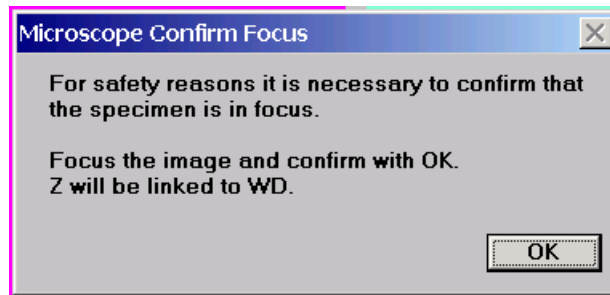 Microscope Confirm Focus
For safety reasons it is necessary to confirm that
the specimen is in focus.
Focus the image and confirm with OK.
Z will be linked to WD.
OK